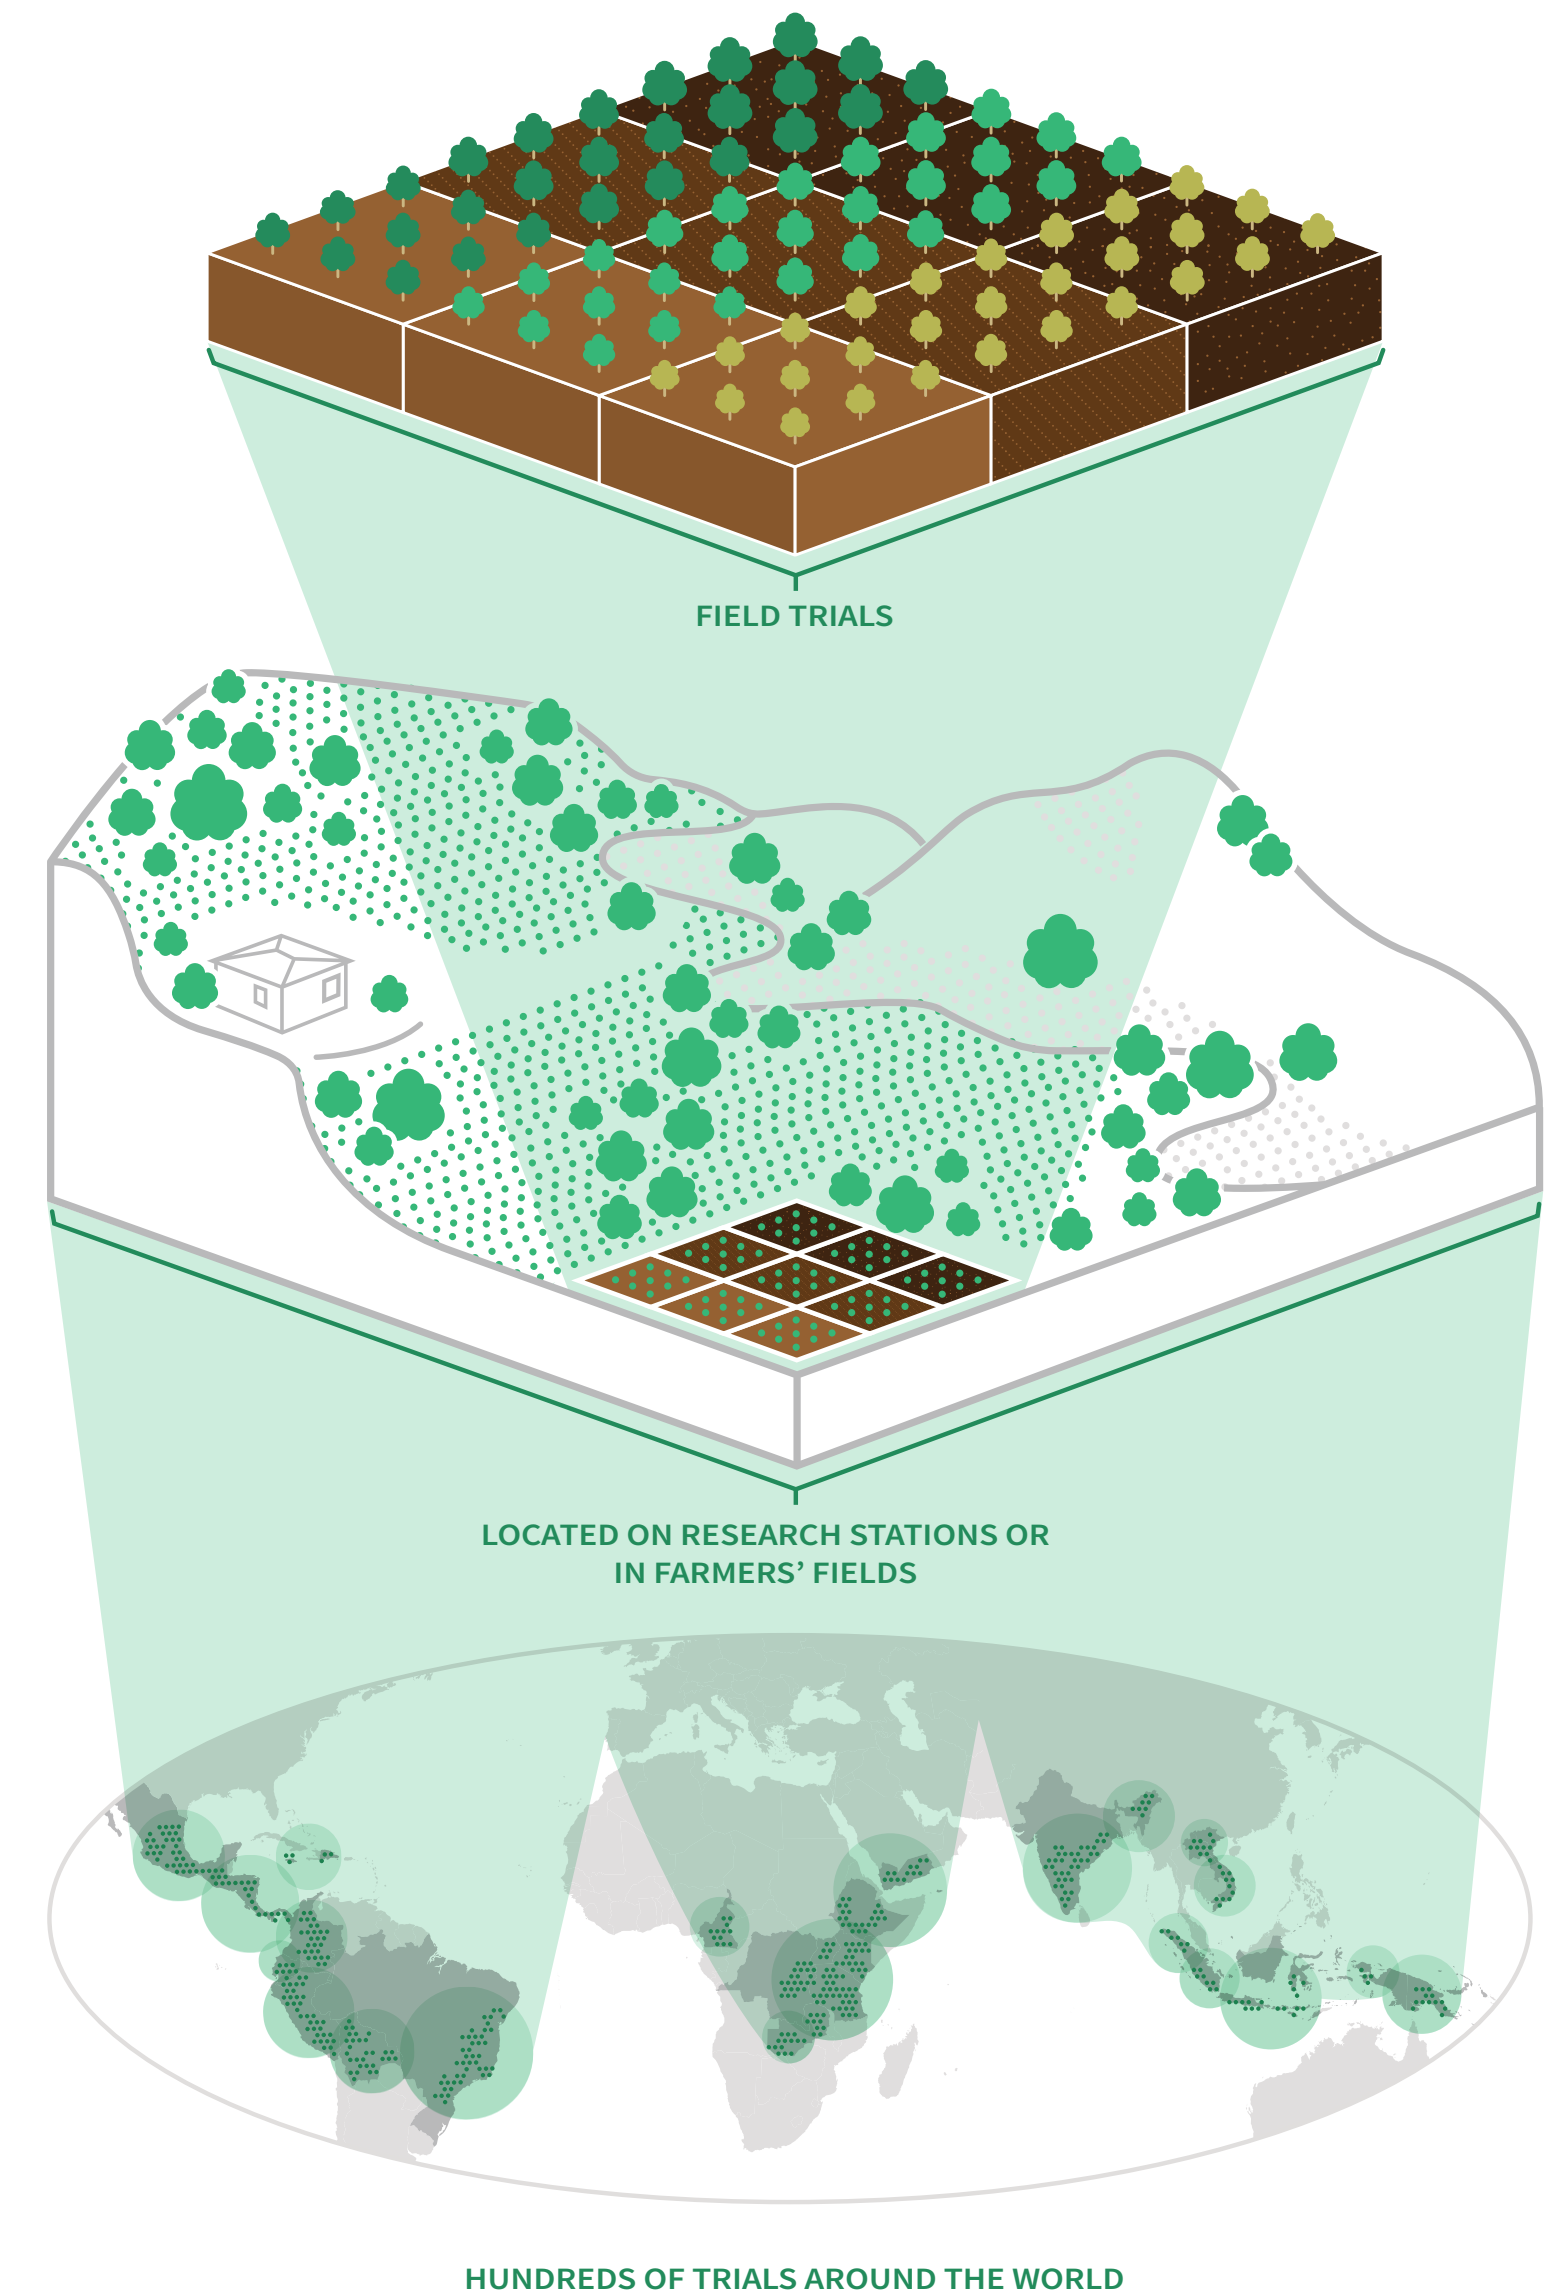 FIELD TRIALS
LOCATED ON RESEARCH STATIONS OR
IN FARMERS’ FIELDS
HUNDREDS OF TRIALS AROUND THE WORLD